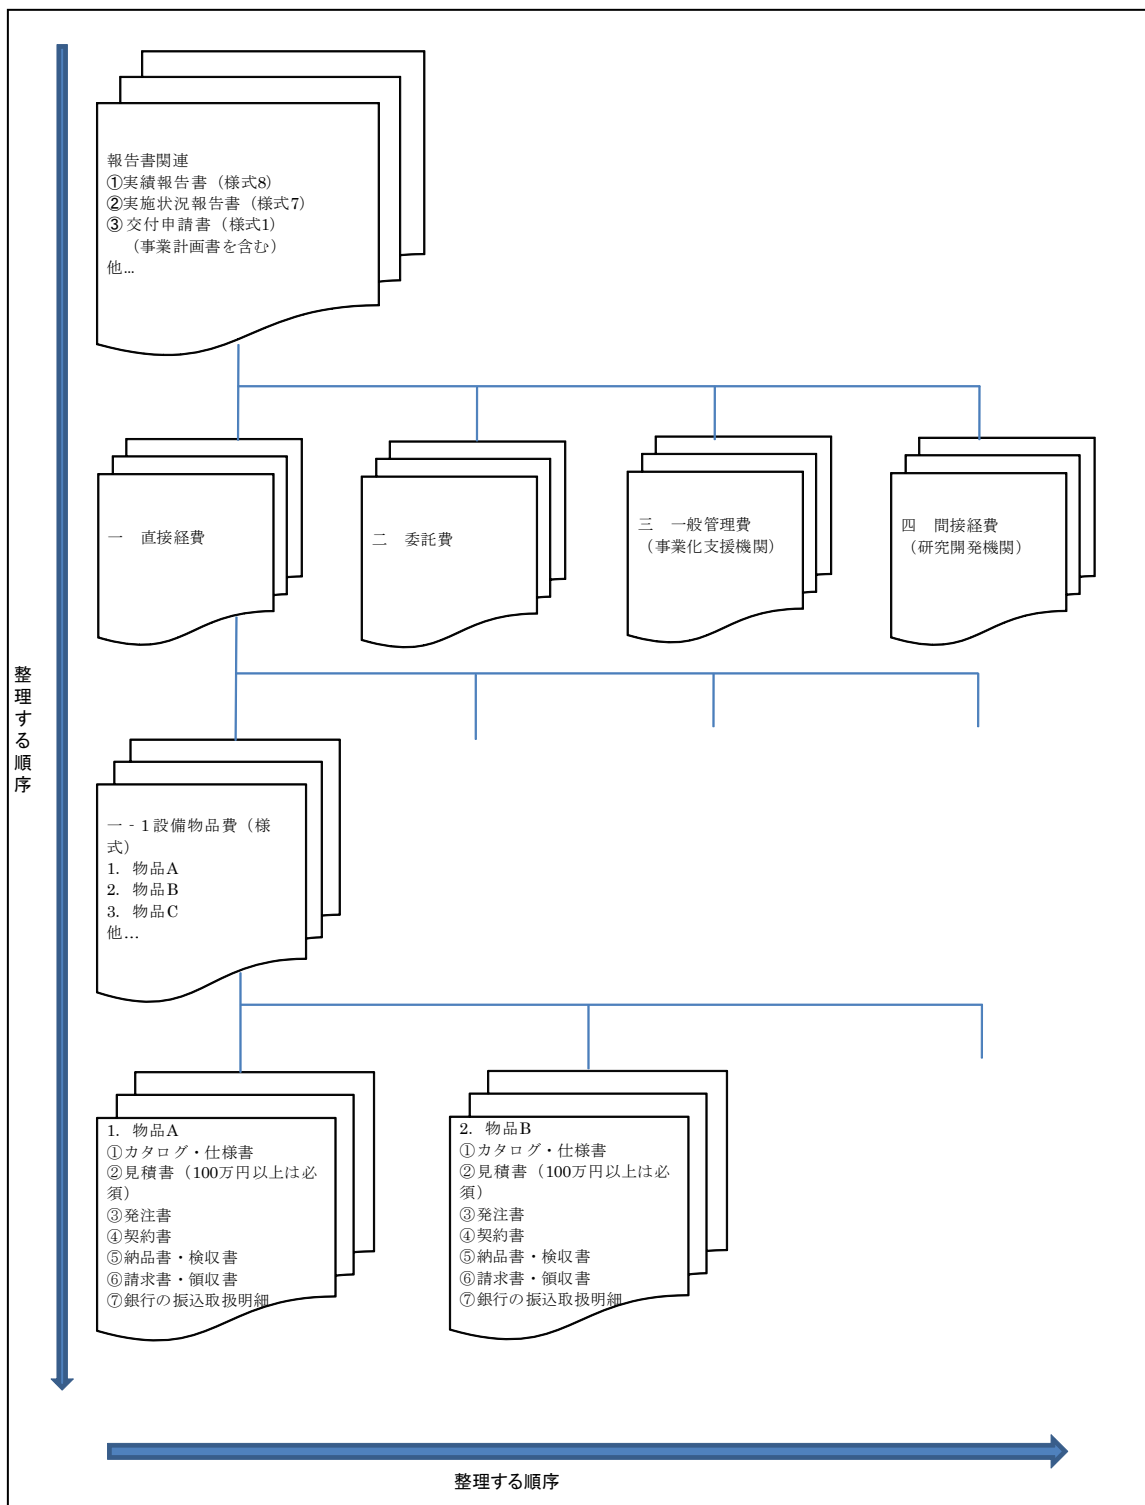 報告書関連
①実績報告書（様式8）
②実施状況報告書（様式7）
③交付申請書（様式1）
（事業計画書を含む）
他…
一　直接経費
二　委託費
三　一般管理費
（事業化支援機関）
四　間接経費
（研究開発機関）
整理する順序
一‐1設備物品費（様
式）
1．物品A
2．物品B
3．物品C
他…
1．物品A
①カタログ・仕様書
②見積書（100万円以上は必
須）
③発注書
④契約書
⑤納品書・検収書
⑥請求書・領収書
⑦銀行の振込取扱明細
2．物品B
①カタログ・仕様書
②見積書（100万円以上は必
須）
③発注書
④契約書
⑤納品書・検収書
⑥請求書・領収書
⑦銀行の振込取扱明細
整理する順序